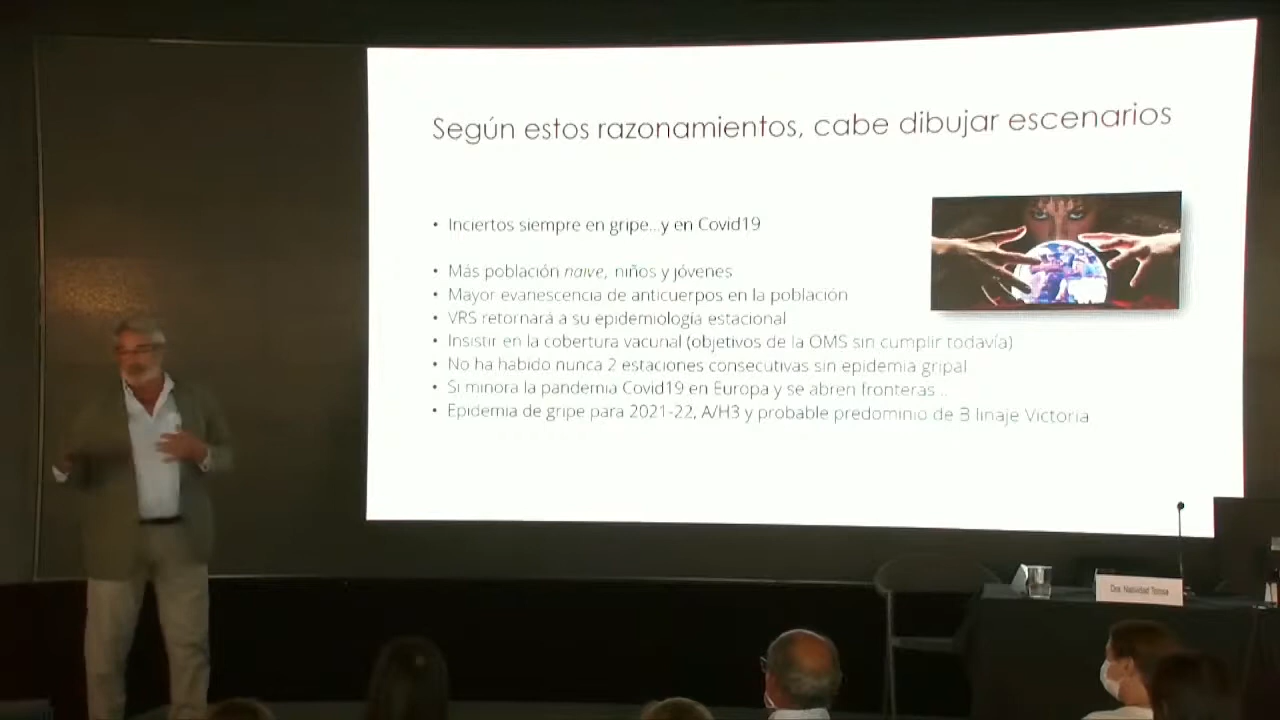 Según estos razonamientos, cabe dibujar escenarios
• Inciertos siempre en gripe...y en Covid19
• Más población naive, niños y jóvenes
• Mayor evanescencia de anticuerpos en la población
• VRS retornará a su epidemiología estacional
• Insistir en la cobertura vacunal (objetivos de la OMS sin cumplir todavía)
• No ha habido nunca 2 estaciones consecutivas sin epidemia gripal
• Si minora la pandemia Covid19 en Europa y se abren fronteras...
• Epidemia de gripe para 2021-22, A/H3 y probable predominio de B linaje Victoria
Dra. Natividad